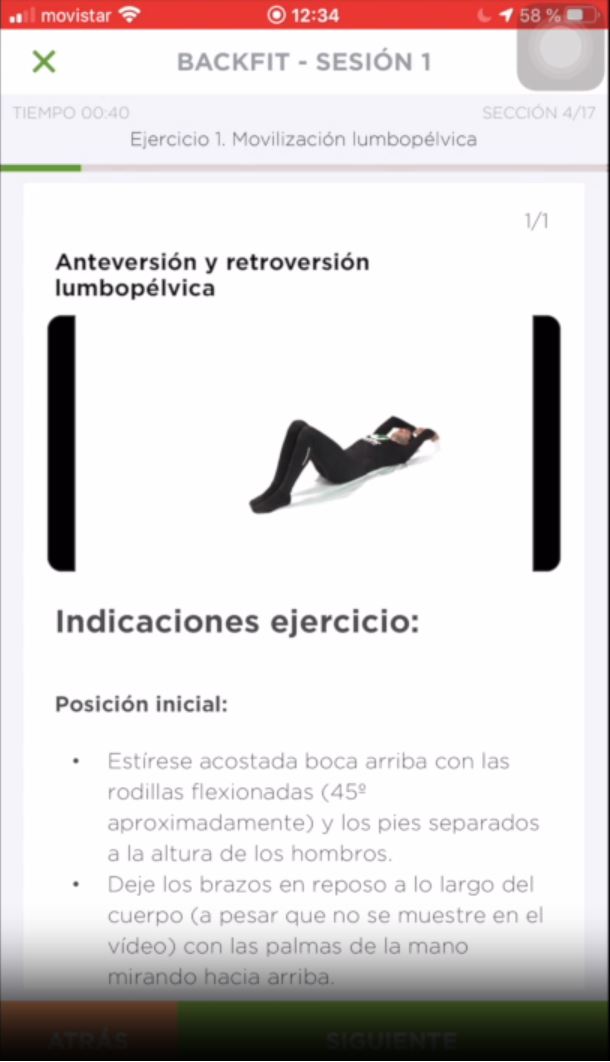 movistar 12:34 58 %
BACKFIT - SESIÓN 1
TIEMPO 00:40 SECCIÓN 4/17
Ejercicio 1. Movilización lumbopélvica
1/1
Anteversión y retroversión
lumbopélvica
Indicaciones ejercicio:
Posición inicial:
• Estírese acostada boca arriba con las
rodillas flexionadas (45º
aproximadamente) y los pies separados
a la altura de los hombros.
• Deje los brazos en reposo a lo largo del
cuerpo (a pesar que no se muestre en el
vídeo) con las palmas de la mano
mirando hacia arriba.
ATRÁS SIGUIENTE